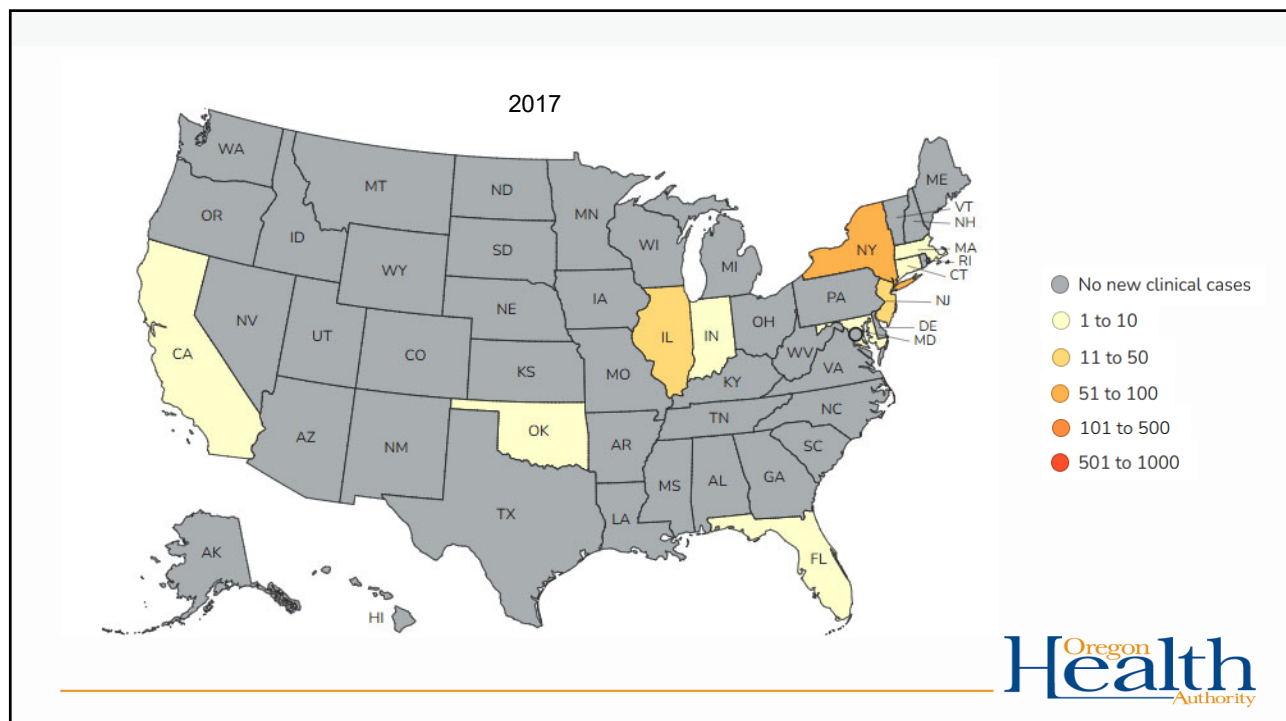 2017
WA
MT
ND
MN
ME
VT
NH
OR
ID
SD
WI
NY
MA
RI
CT
WY
MI
IA
PA
NJ
NE
OH
DE
MD
NV
UT
CO
IL
IN
WV
VA
CA
KS
MO
KY
NC
AZ
NM
OK
AR
TN
SC
MS
AL
GA
TX
LA
FL
AK
HI
No new clinical cases
1 to 10
11 to 50
51 to 100
101 to 500
501 to 1000
Oregon
Health
Authority